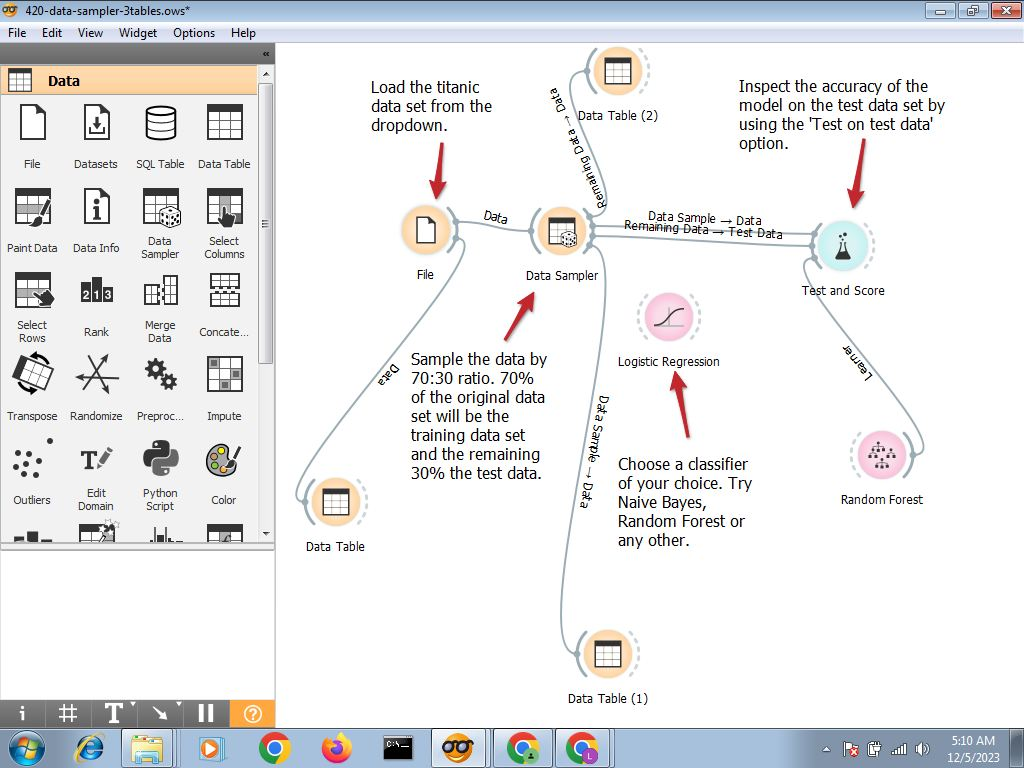 420-data-sampler-3tables.ows*
File Edit View Widget Options Help
Data
File
Datasets
SQL Table
Data Table
Paint Data
Data Info
Data
Sampler
Select
Columns
Select
Rows
Rank
Merge
Data
Concate...
Transpose
Randomize
Preproc...
Impute
Outliers
Edit
Domain
Python
Script
Color
Load the titanic
data set from the
dropdown.
Data Table (2)
Remaining Data → Data
Inspect the accuracy of the
model on the test data set by
using the 'Test on test data'
option.
File
Data
Data Sampler
Data Sample → Data
Remaining Data → Test Data
Test and Score
Data
Sample the data by
70:30 ratio. 70%
of the original data
set will be the
training data set
and the remaining
30% the test data.
Logistic Regression
Learner
Data Sample → Data
Choose a classifier
of your choice. Try
Naive Bayes,
Random Forest or
any other.
Random Forest
Data Table
Data Table (1)
5:10 AM
12/5/2023